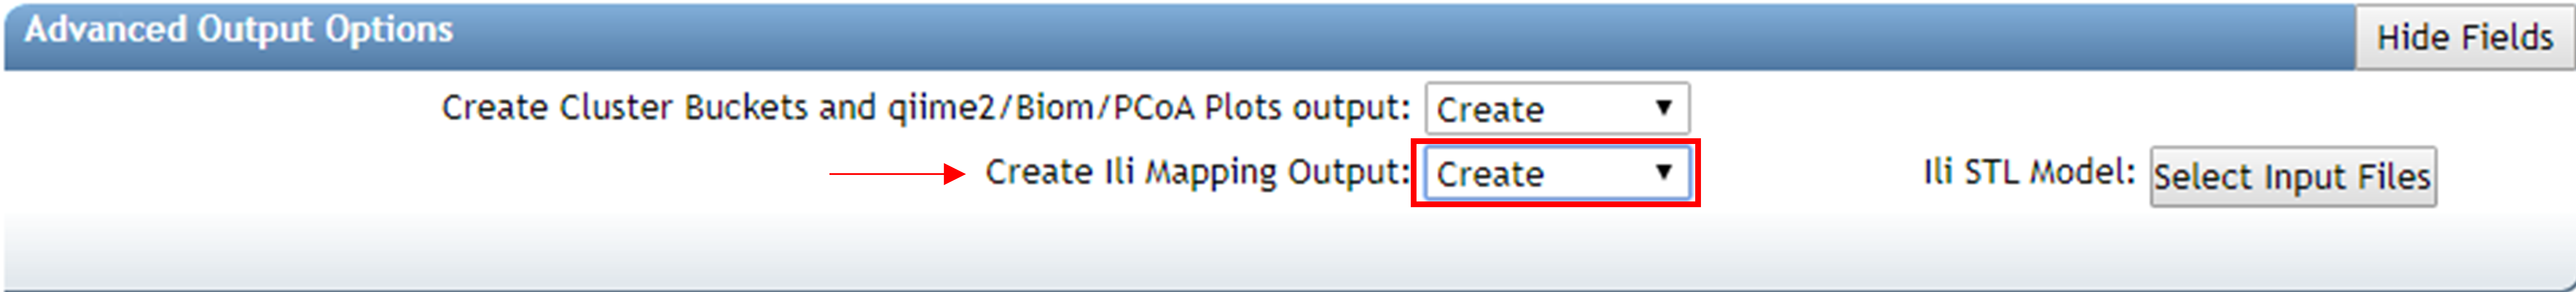 Advanced Output Options Hide Fields
Create Cluster Buckets and qiime2/Biom/PCoA Plots output: Create
Create Ili Mapping Output: Create Ili STL Model: Select Input Files